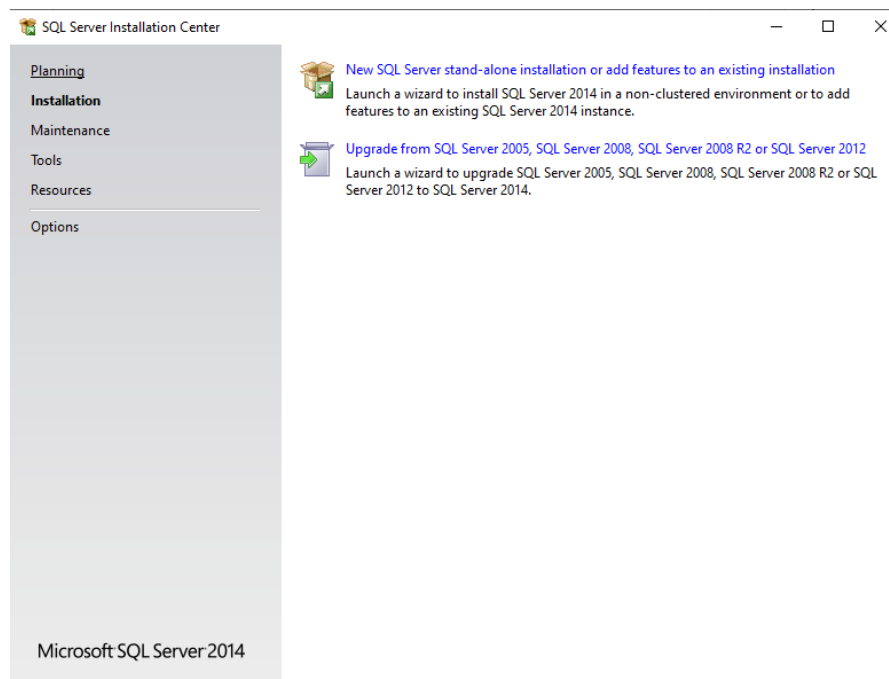 SQL Server Installation Center
Planning
Installation
Maintenance
Tools
Resources
Options
New SQL Server stand-alone installation or add features to an existing installation
Launch a wizard to install SQL Server 2014 in a non-clustered environment or to add
features to an existing SQL Server 2014 instance.
Upgrade from SQL Server 2005, SQL Server 2008, SQL Server 2008 R2 or SQL Server 2012
Launch a wizard to upgrade SQL Server 2005, SQL Server 2008, SQL Server 2008 R2 or SQL
Server 2012 to SQL Server 2014.
Microsoft SQL Server 2014